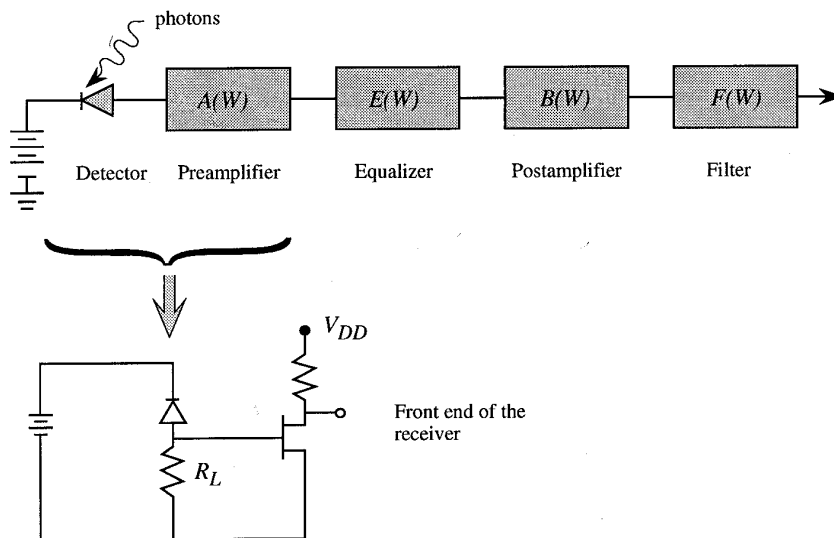 photons
A(W)
E(W)
B(W)
F(W)
Detector
Preamplifier
Equalizer
Postamplifier
Filter
V_DD
Front end of the
receiver
R_L